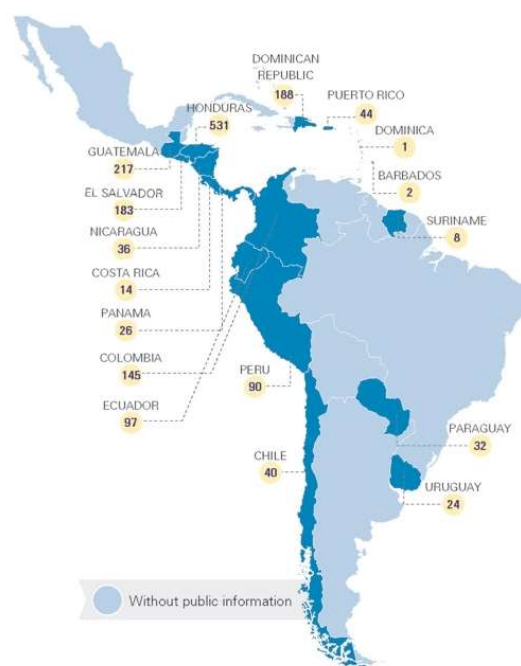 DOMINICAN
REPUBLIC
188
PUERTO RICO
44
HONDURAS
531
DOMINICA
1
GUATEMALA
217
BARBADOS
2
EL SALVADOR
183
SURINAME
8
NICARAGUA
36
COSTA RICA
14
PANAMA
26
COLOMBIA
145
PERU
90
ECUADOR
97
PARAGUAY
32
CHILE
40
URUGUAY
24
Without public information